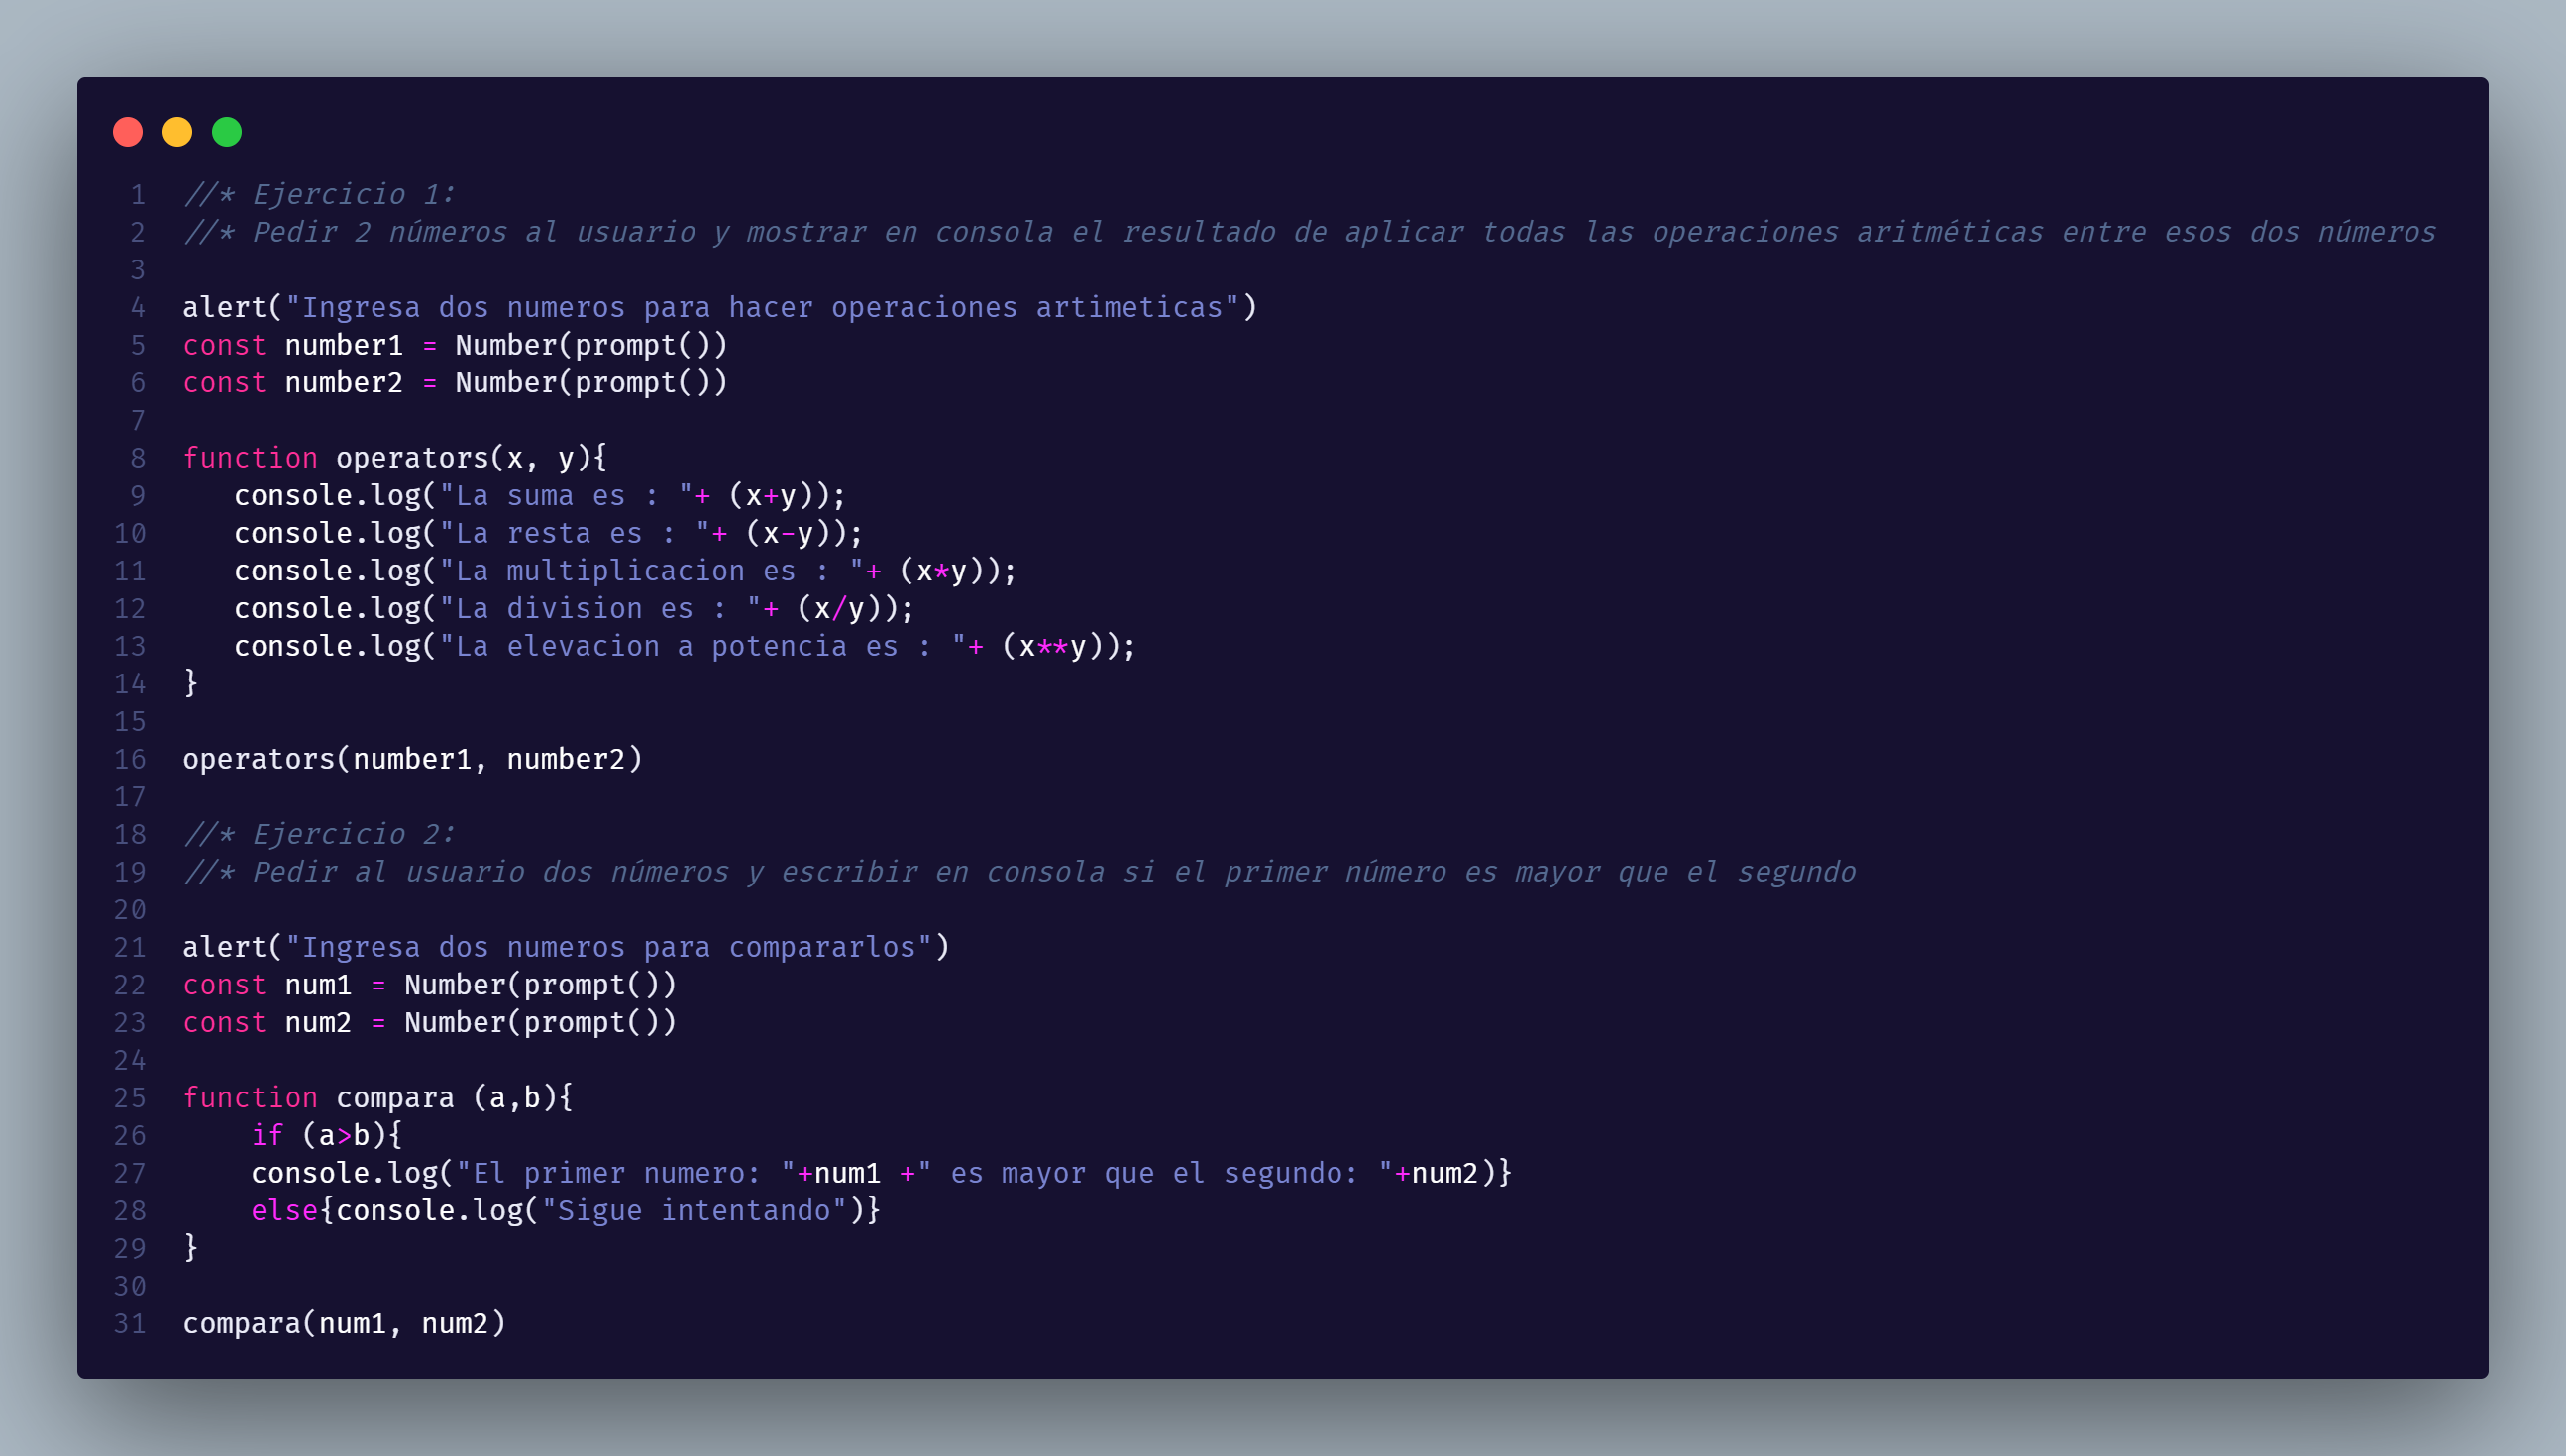 1 //* Ejercicio 1:
2 //* Pedir 2 números al usuario y mostrar en consola el resultado de aplicar todas las operaciones aritméticas entre esos dos números
3
4 alert("Ingresa dos numeros para hacer operaciones artimeticas")
5 const number1 = Number(prompt())
6 const number2 = Number(prompt())
7
8 function operators(x, y){
9    console.log("La suma es : "+ (x+y));
10    console.log("La resta es : "+ (x-y));
11    console.log("La multiplicacion es : "+ (x*y));
12    console.log("La division es : "+ (x/y));
13    console.log("La elevacion a potencia es : "+ (x**y));
14 }
15
16 operators(number1, number2)
17
18 //* Ejercicio 2:
19 //* Pedir al usuario dos números y escribir en consola si el primer número es mayor que el segundo
20
21 alert("Ingresa dos numeros para compararlos")
22 const num1 = Number(prompt())
23 const num2 = Number(prompt())
24
25 function compara (a,b){
26     if (a>b){
27     console.log("El primer numero: "+num1 +" es mayor que el segundo: "+num2)}
28     else{console.log("Sigue intentando")}
29 }
30
31 compara(num1, num2)